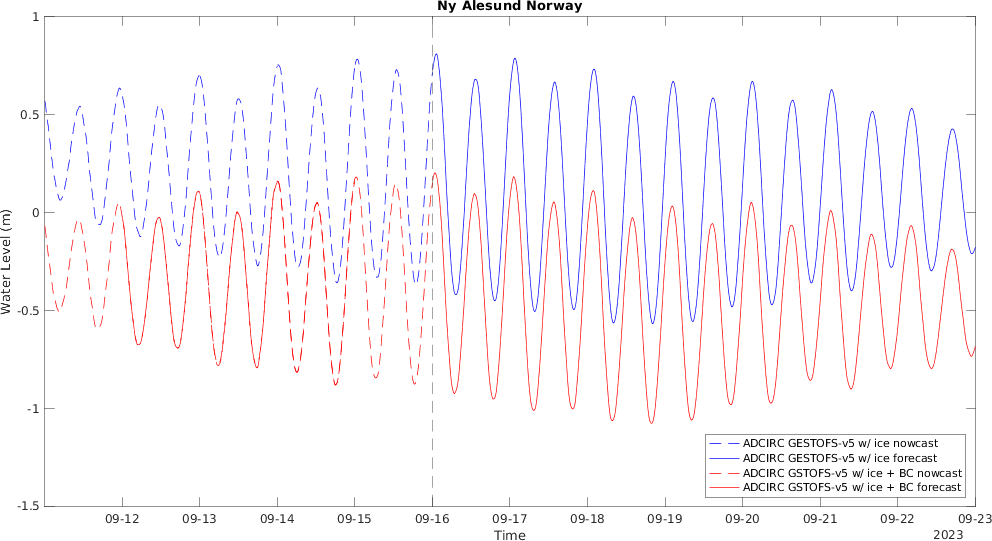 Ny Alesund Norway
Water Level (m)
1
0.5
0
-0.5
-1
-1.5
ADCIRC GESTOFS-v5 w/ ice nowcast
ADCIRC GESTOFS-v5 w/ ice forecast
ADCIRC GSTOFS-v5 w/ ice + BC nowcast
ADCIRC GSTOFS-v5 w/ ice + BC forecast
09-12 09-13 09-14 09-15 09-16 09-17 09-18 09-19 09-20 09-21 09-22 09-23
Time
2023